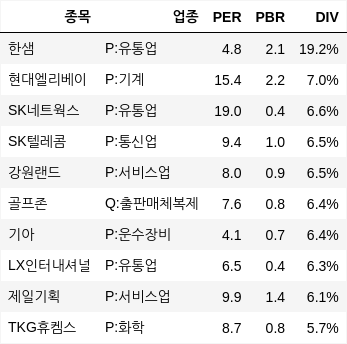 종목 업종 PER PBR DIV
한샘 P:유통업 4.8 2.1 19.2%
현대엘리베이 P:기계 15.4 2.2 7.0%
SK네트웍스 P:유통업 19.0 0.4 6.6%
SK텔레콤 P:통신업 9.4 1.0 6.5%
강원랜드 P:서비스업 8.0 0.9 6.5%
골프존 Q:출판매체복제 7.6 0.8 6.4%
기아 P:운수장비 4.1 0.7 6.4%
LX인터내셔널 P:유통업 6.5 0.4 6.3%
제일기획 P:서비스업 9.9 1.4 6.1%
TKG휴켐스 P:화학 8.7 0.8 5.7%